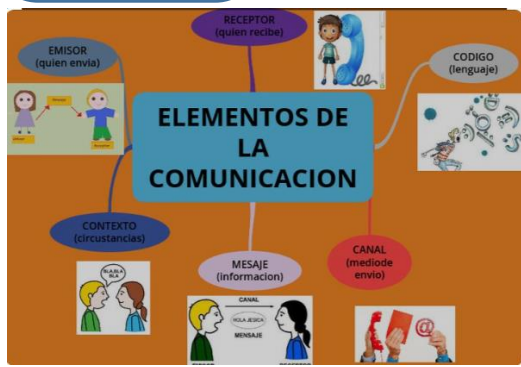 RECEPTOR
(quien recibe)
EMISOR
(quien envia)
CODIGO
(lenguaje)
ELEMENTOS DE
LA
COMUNICACION
CONTEXTO
(circustancias)
BLA,BLA
BLA
MESAJE
(informacion)
CANAL
(mediode
envio)
CANAL
HOLA JESICA
MENSAJE
@